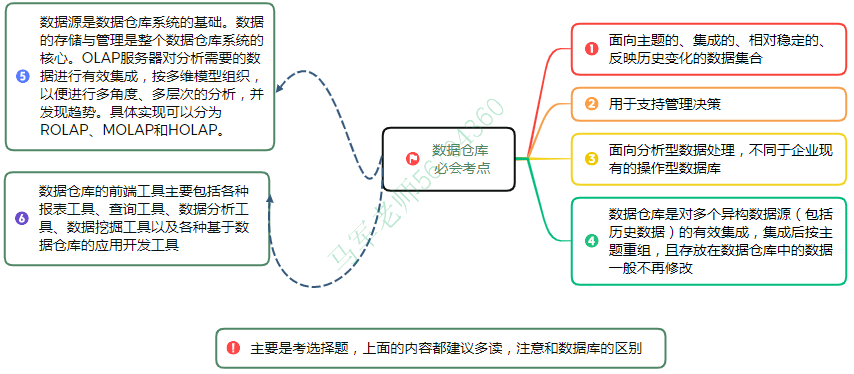 数据仓库
必会考点
1
面向主题的、集成的、相对稳定的、
反映历史变化的数据集合
2
用于支持管理决策
3
面向分析型数据处理，不同于企业现
有的操作型数据库
4
数据仓库是对多个异构数据源（包括
历史数据）的有效集成，集成后按主
题重组，且存放在数据仓库中的数据
一般不再修改
5
数据源是数据仓库系统的基础。数据
的存储与管理是整个数据仓库系统的
核心。OLAP服务器对分析需要的数
据进行有效集成，按多维模型组织，
以便进行多角度、多层次的分析，并
发现趋势。具体实现可以分为
ROLAP、MOLAP和HOLAP。
6
数据仓库的前端工具主要包括各种
报表工具、查询工具、数据分析工
具、数据挖掘工具以及各种基于数
据仓库的应用开发工具
主要是考选择题，上面的内容都建议多读，注意和数据库的区别
马军老师